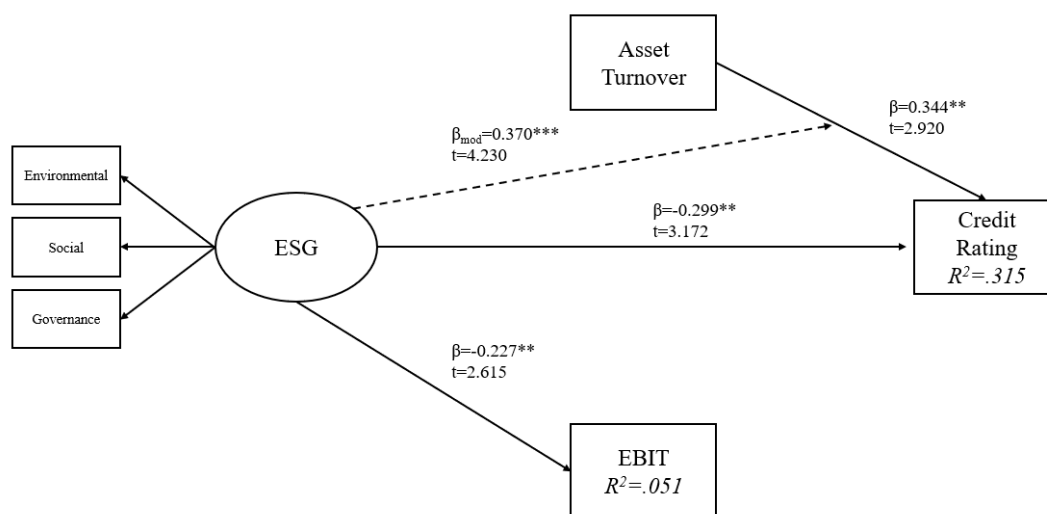 Asset
Turnover
β=0.344**
t=2.920
βmod=0.370***
t=4.230
Environmental
Social
Governance
ESG
β=-0.299**
t=3.172
Credit
Rating
R²=.315
β=-0.227**
t=2.615
EBIT
R²=.051